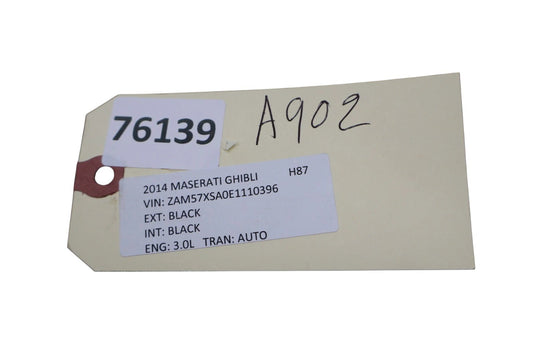 76139
A902
2014 MASERATI GHIBLI H87
VIN: ZAM57XSA0E1110396
EXT: BLACK
INT: BLACK
ENG: 3.0L TRAN: AUTO